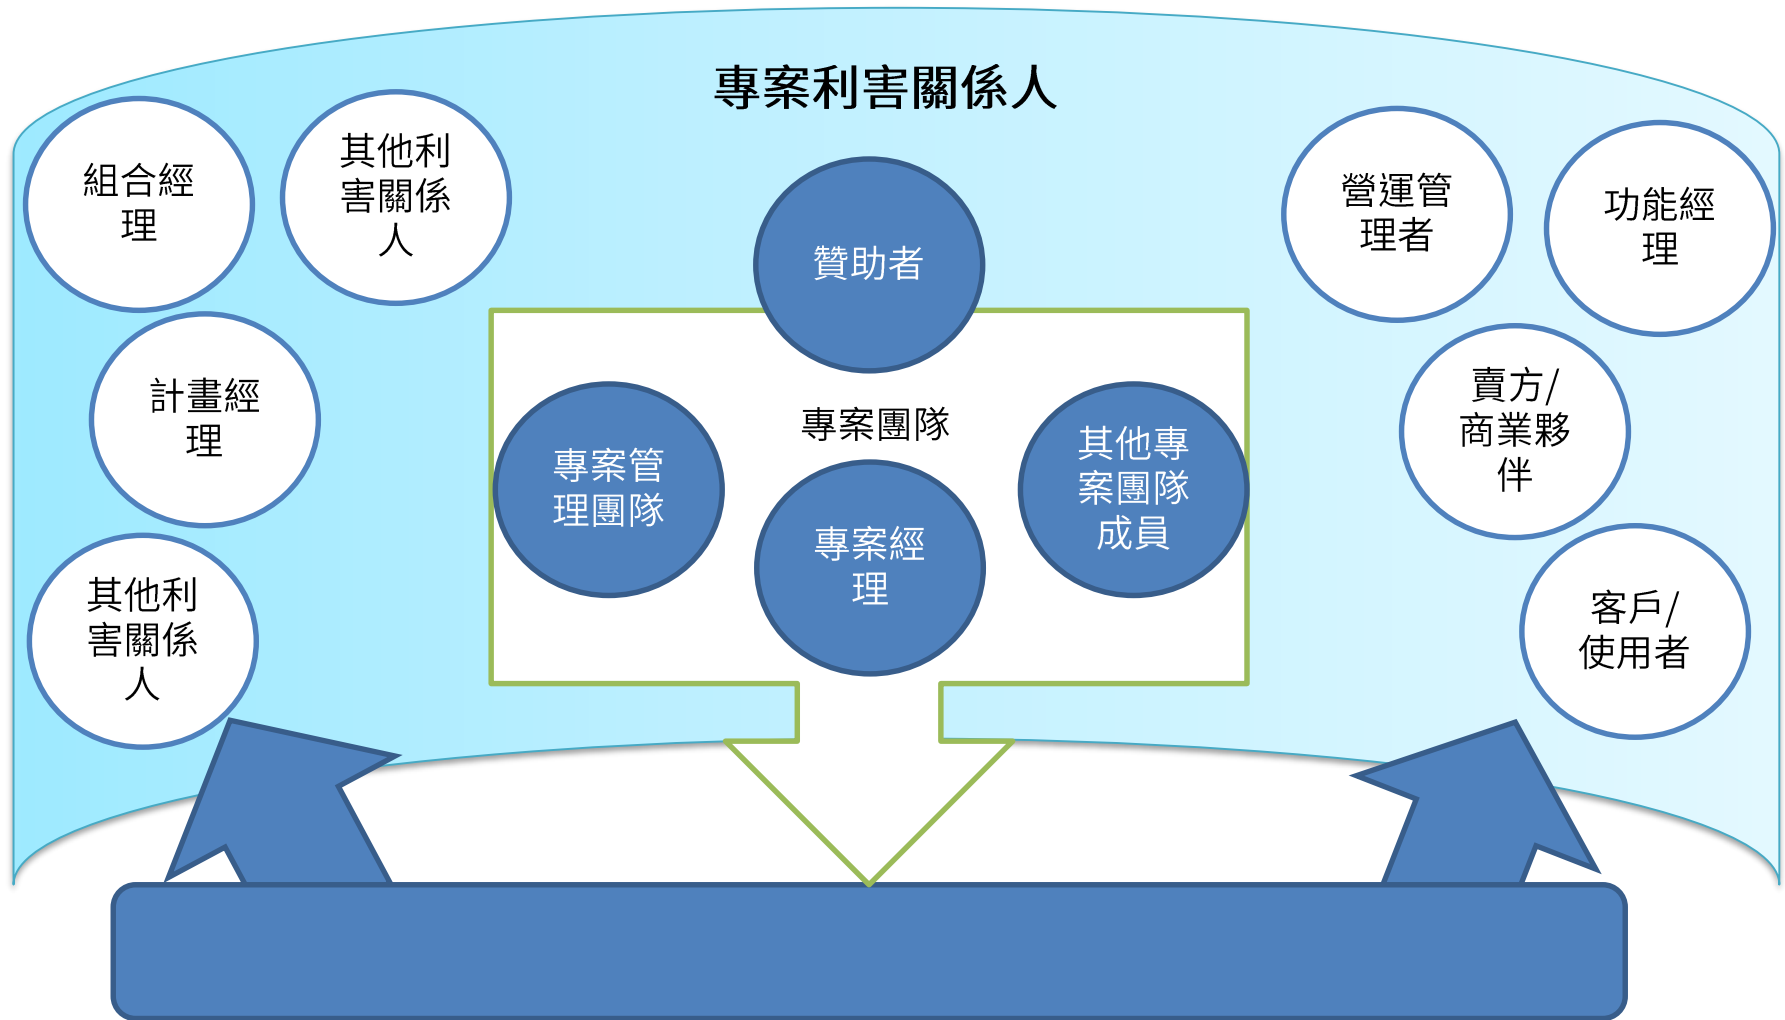 專案利害關係人
組合經
理
其他利
害關係
人
計畫經
理
其他利
害關係
人
贊助者
專案團隊
專案管
理團隊
專案經
理
其他專
案團隊
成員
營運管
理者
功能經
理
賣方/
商業夥
伴
客戶/
使用者